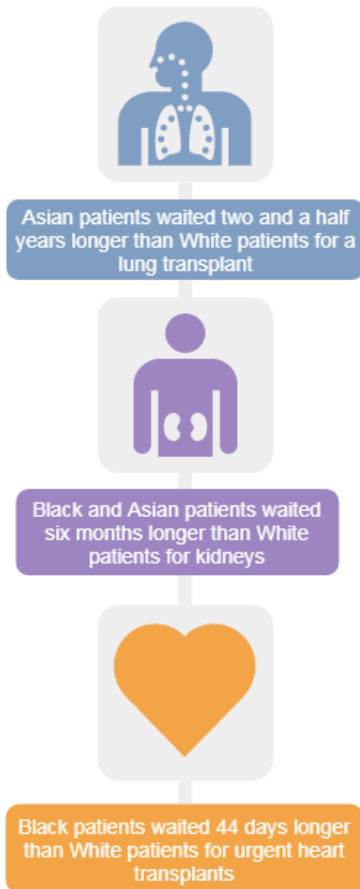 Asian patients waited two and a half
years longer than White patients for a
lung transplant
Black and Asian patients waited
six months longer than White
patients for kidneys
Black patients waited 44 days longer
than White patients for urgent heart
transplants